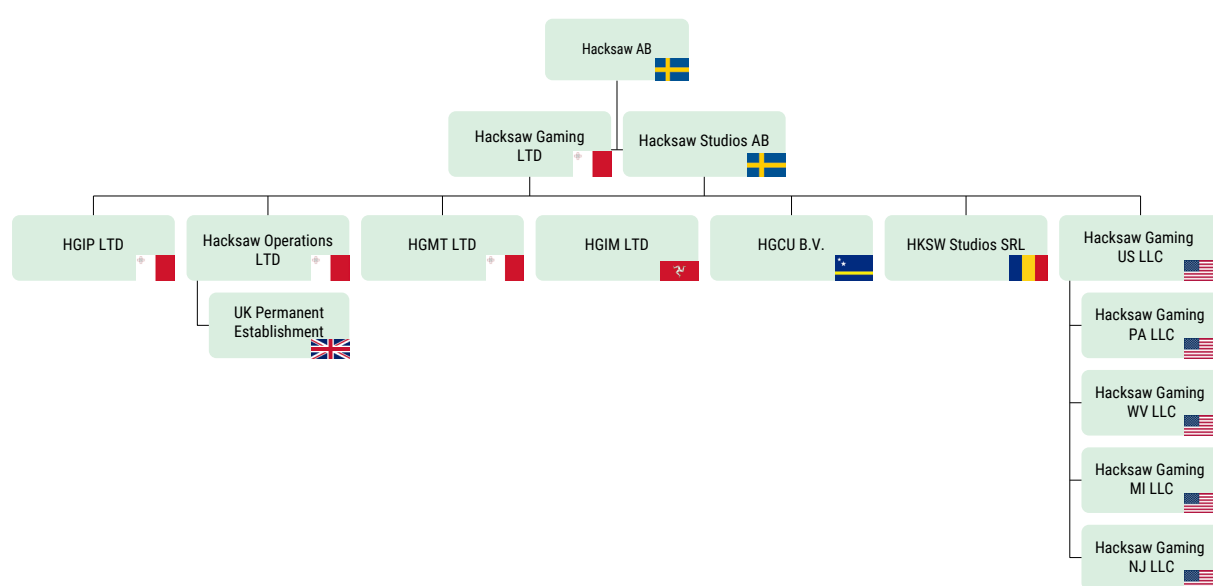 Hacksaw AB
Hacksaw Gaming
LTD
Hacksaw Studios AB
HGIP LTD
Hacksaw Operations
LTD
HGMT LTD
HGIM LTD
HGCU B.V.
HKSW Studios SRL
Hacksaw Gaming
US LLC
UK Permanent
Establishment
Hacksaw Gaming
PA LLC
Hacksaw Gaming
WV LLC
Hacksaw Gaming
MI LLC
Hacksaw Gaming
NJ LLC